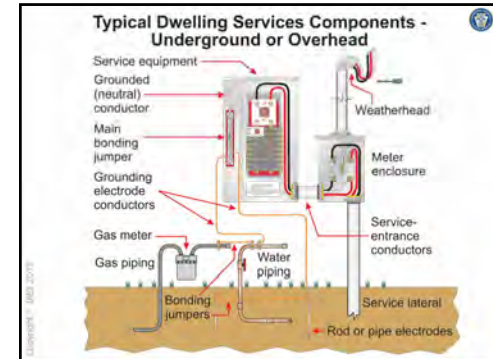 Typical Dwelling Services Components -
Underground or Overhead
Service equipment
Grounded
(neutral)
conductor
Weatherhead
Main
bonding
jumper
Meter
enclosure
Grounding
electrode
conductors
Service-
entrance
conductors
Gas meter
Gas piping
Water
piping
Bonding
jumpers
Service lateral
Rod or pipe electrodes